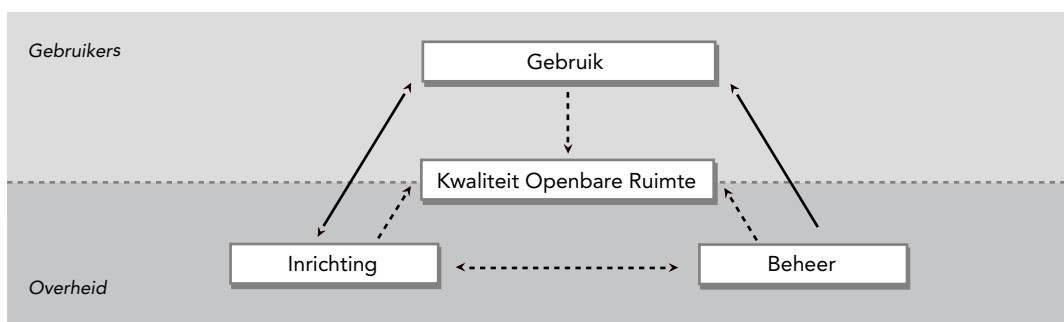 Gebruikers
Gebruik
Kwaliteit Openbare Ruimte
Inrichting
Beheer
Overheid